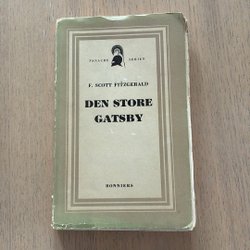 PANACHE SERIEN
F. SCOTT FITZGERALD
DEN STORE
GATSBY
BONNIERS